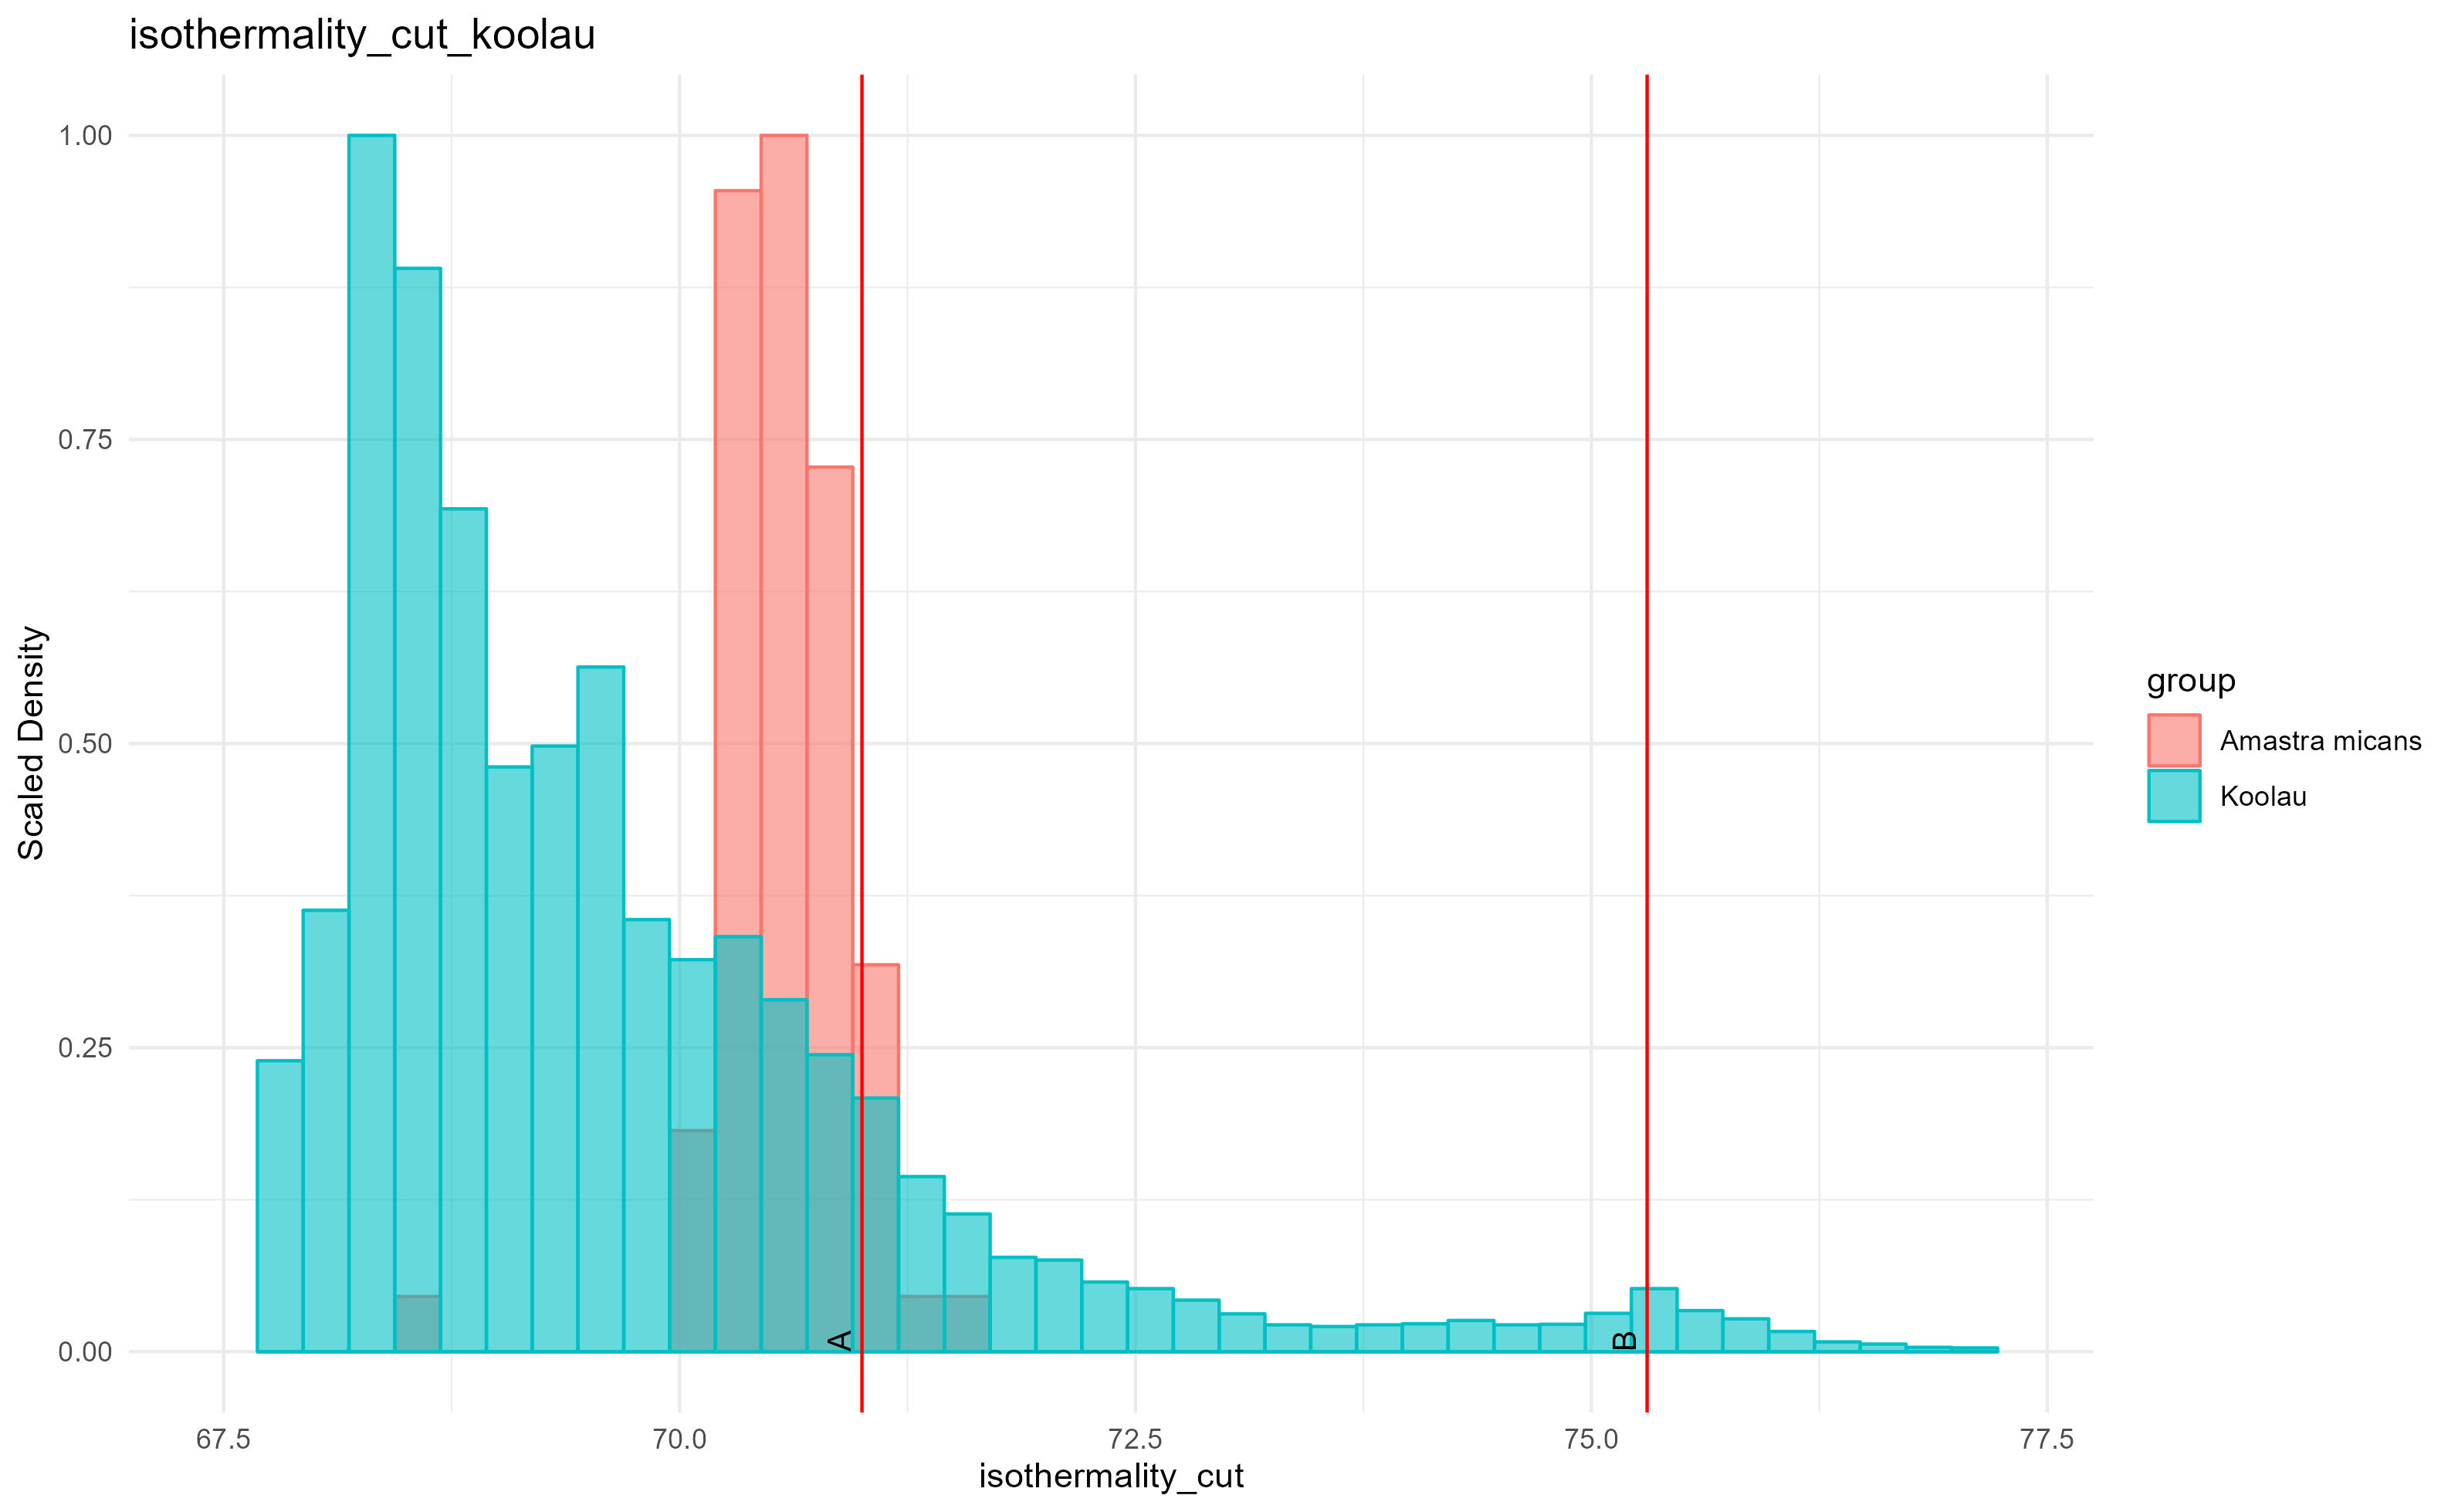 isothermality_cut_koolau
1.00
0.75
0.50
0.25
0.00
Scaled Density
A
B
67.5
70.0
72.5
75.0
77.5
isothermality_cut
group
Amastra micans
Koolau